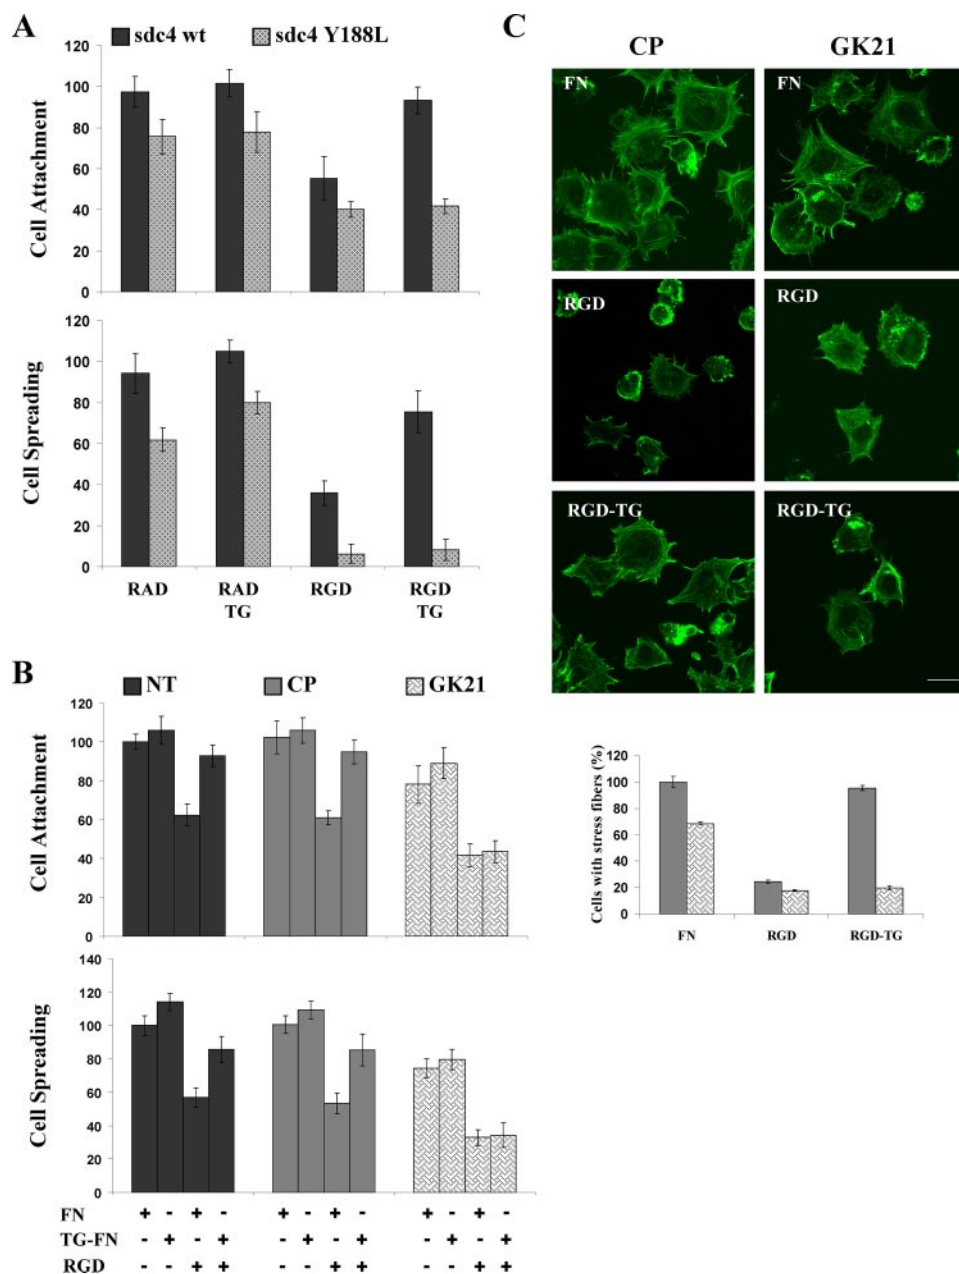 A
sdc4 wt sdc4 Y188L
120
100
80
60
40
20
0
Cell Attachment
120
100
80
60
40
20
0
Cell Spreading
RAD RAD TG RGD RGD TG
B
NT CP GK21
120
100
80
60
40
20
0
Cell Attachment
140
120
100
80
60
40
20
0
Cell Spreading
FN + - + - + - + - + - + -
TG-FN - + - + - + - + - + - +
RGD - - + + - - + + - - + +
C
CP GK21
FN FN
RGD RGD
RGD-TG RGD-TG
120
100
80
60
40
20
0
Cells with stress fibers (%)
FN RGD RGD-TG